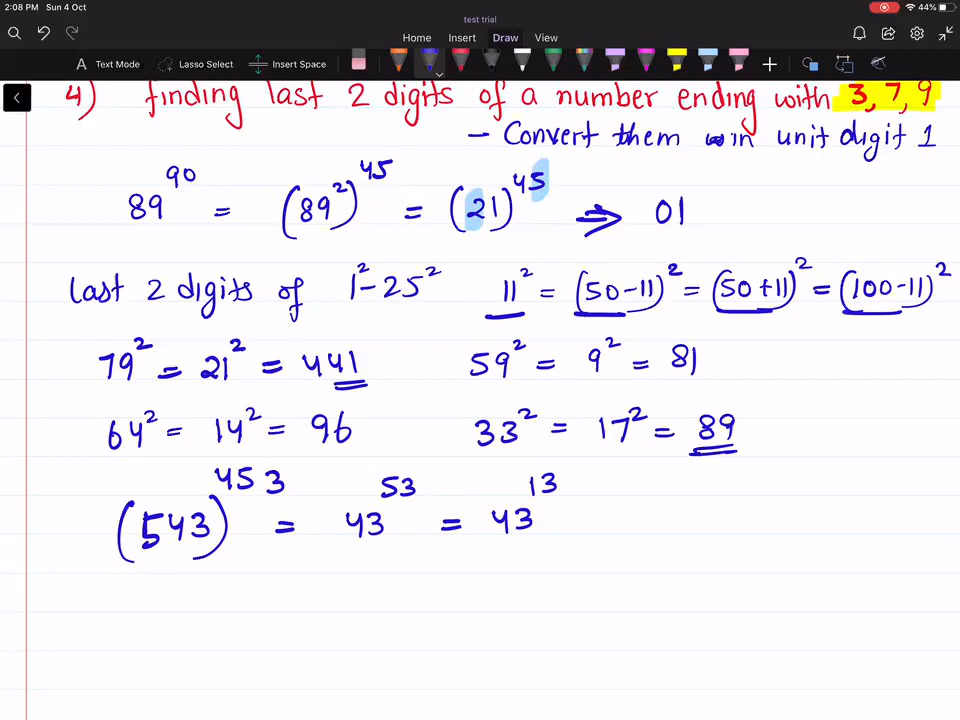 2:08 PM Sun 4 Oct 44%
test trial
Home Insert Draw View
Text Mode Lasso Select Insert Space
4) finding last 2 digits of a number ending with 3, 7, 9
- Convert them in unit digit 1
89^90 = (89^2)^45 = (21)^45 ⇒ 01
last 2 digits of 1^2 - 25^2 11^2 = (50-11)^2 = (50+11)^2 = (100-11)^2
79^2 = 21^2 = 441 59^2 = 9^2 = 81
64^2 = 14^2 = 96 33^2 = 17^2 = 89
(543)^453 = 43^53 = 43^13